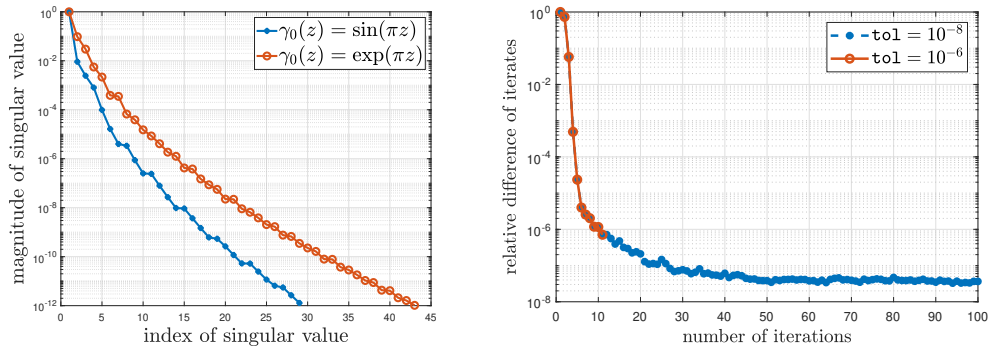 magnitude of singular value
10^0
10^-2
10^-4
10^-6
10^-8
10^-10
10^-12
γ_0(z) = sin(πz)
γ_0(z) = exp(πz)
0 5 10 15 20 25 30 35 40 45
index of singular value
relative difference of iterates
10^0
10^-2
10^-4
10^-6
10^-8
tol = 10^-8
tol = 10^-6
0 10 20 30 40 50 60 70 80 90 100
number of iterations